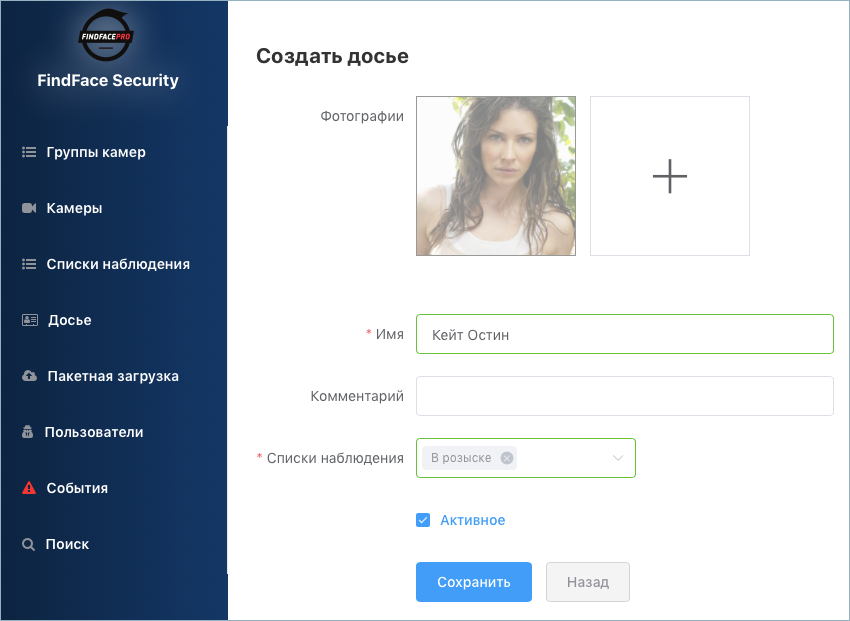 FINDFACEPRO
FindFace Security
Группы камер
Камеры
Списки наблюдения
Досье
Пакетная загрузка
Пользователи
События
Поиск
Создать досье
Фотографии
* Имя
Кейт Остин
Комментарий
* Списки наблюдения
В розыске
Активное
Сохранить
Назад